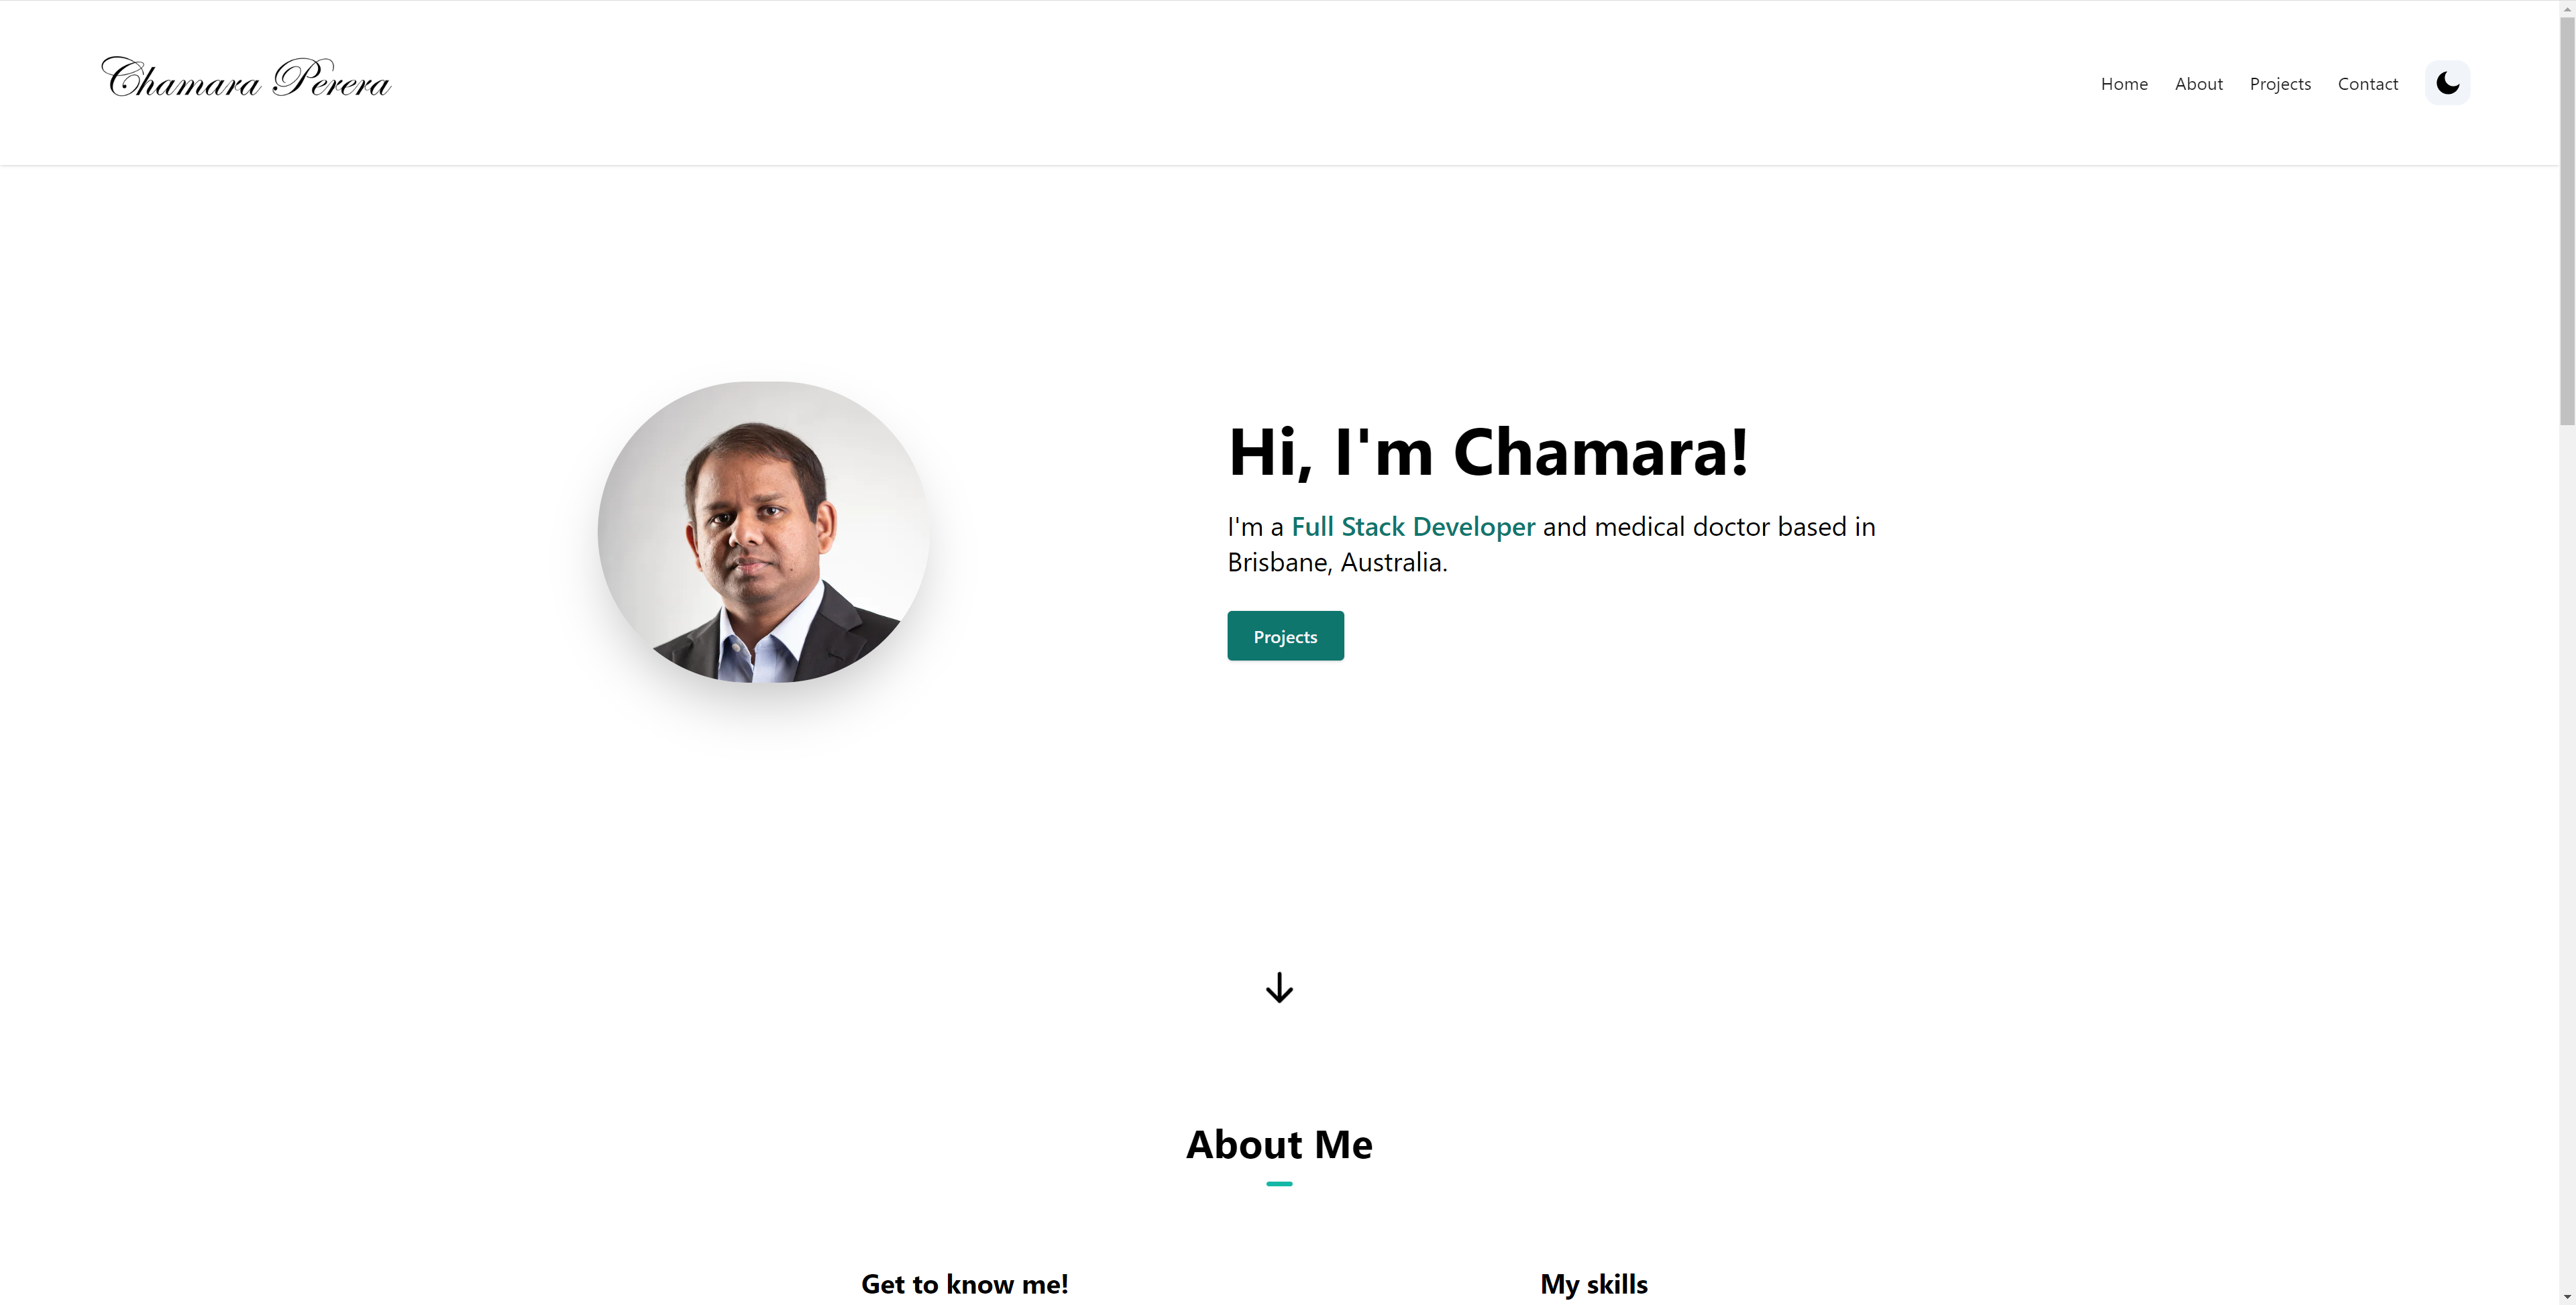 Chamara Perera
Home About Projects Contact
Hi, I'm Chamara!
I'm a Full Stack Developer and medical doctor based in
Brisbane, Australia.
Projects
About Me
Get to know me!
My skills